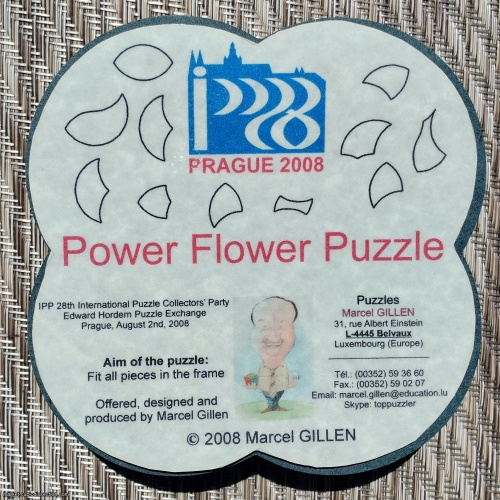 IPP 28
PRAGUE 2008
Power Flower Puzzle
IPP 28th International Puzzle Collectors' Party
Edward Hordern Puzzle Exchange
Prague, August 2nd, 2008
Aim of the puzzle:
Fit all pieces in the frame
Offered, designed and
produced by Marcel Gillen
Puzzles
Marcel GILLEN
31, rue Albert Einstein
L-4445 Belvaux
Luxembourg (Europe)
Tél.: (00352) 59 36 60
Fax.: (00352) 59 02 07
Email: marcel.gillen@education.lu
Skype: toppuzzler
© 2008 Marcel GILLEN